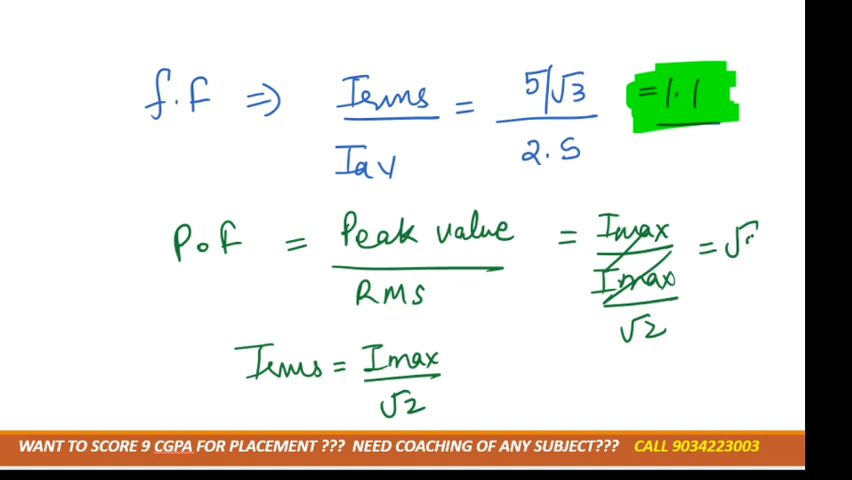 f.f ⇒ Irms/Iav = 5/√3 / 2.5 = 1.1
P.f = Peak value/RMS = Imax/Imax/√2 = √
Irms = Imax/√2
WANT TO SCORE 9 CGPA FOR PLACEMENT ??? NEED COACHING OF ANY SUBJECT??? CALL 9034223003